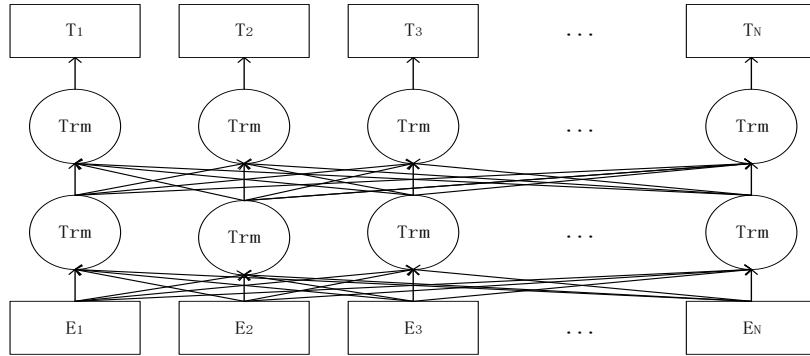 T1 T2 T3 ... TN
Trm Trm Trm ... Trm
Trm Trm Trm ... Trm
E1 E2 E3 ... EN